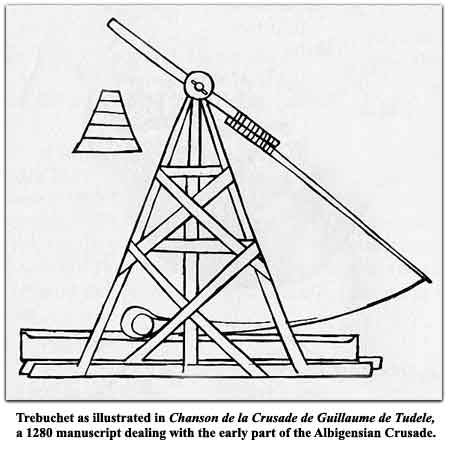 Trebuchet as illustrated in Chanson de la Crusade de Guillaume de Tudele,
a 1280 manuscript dealing with the early part of the Albigensian Crusade.